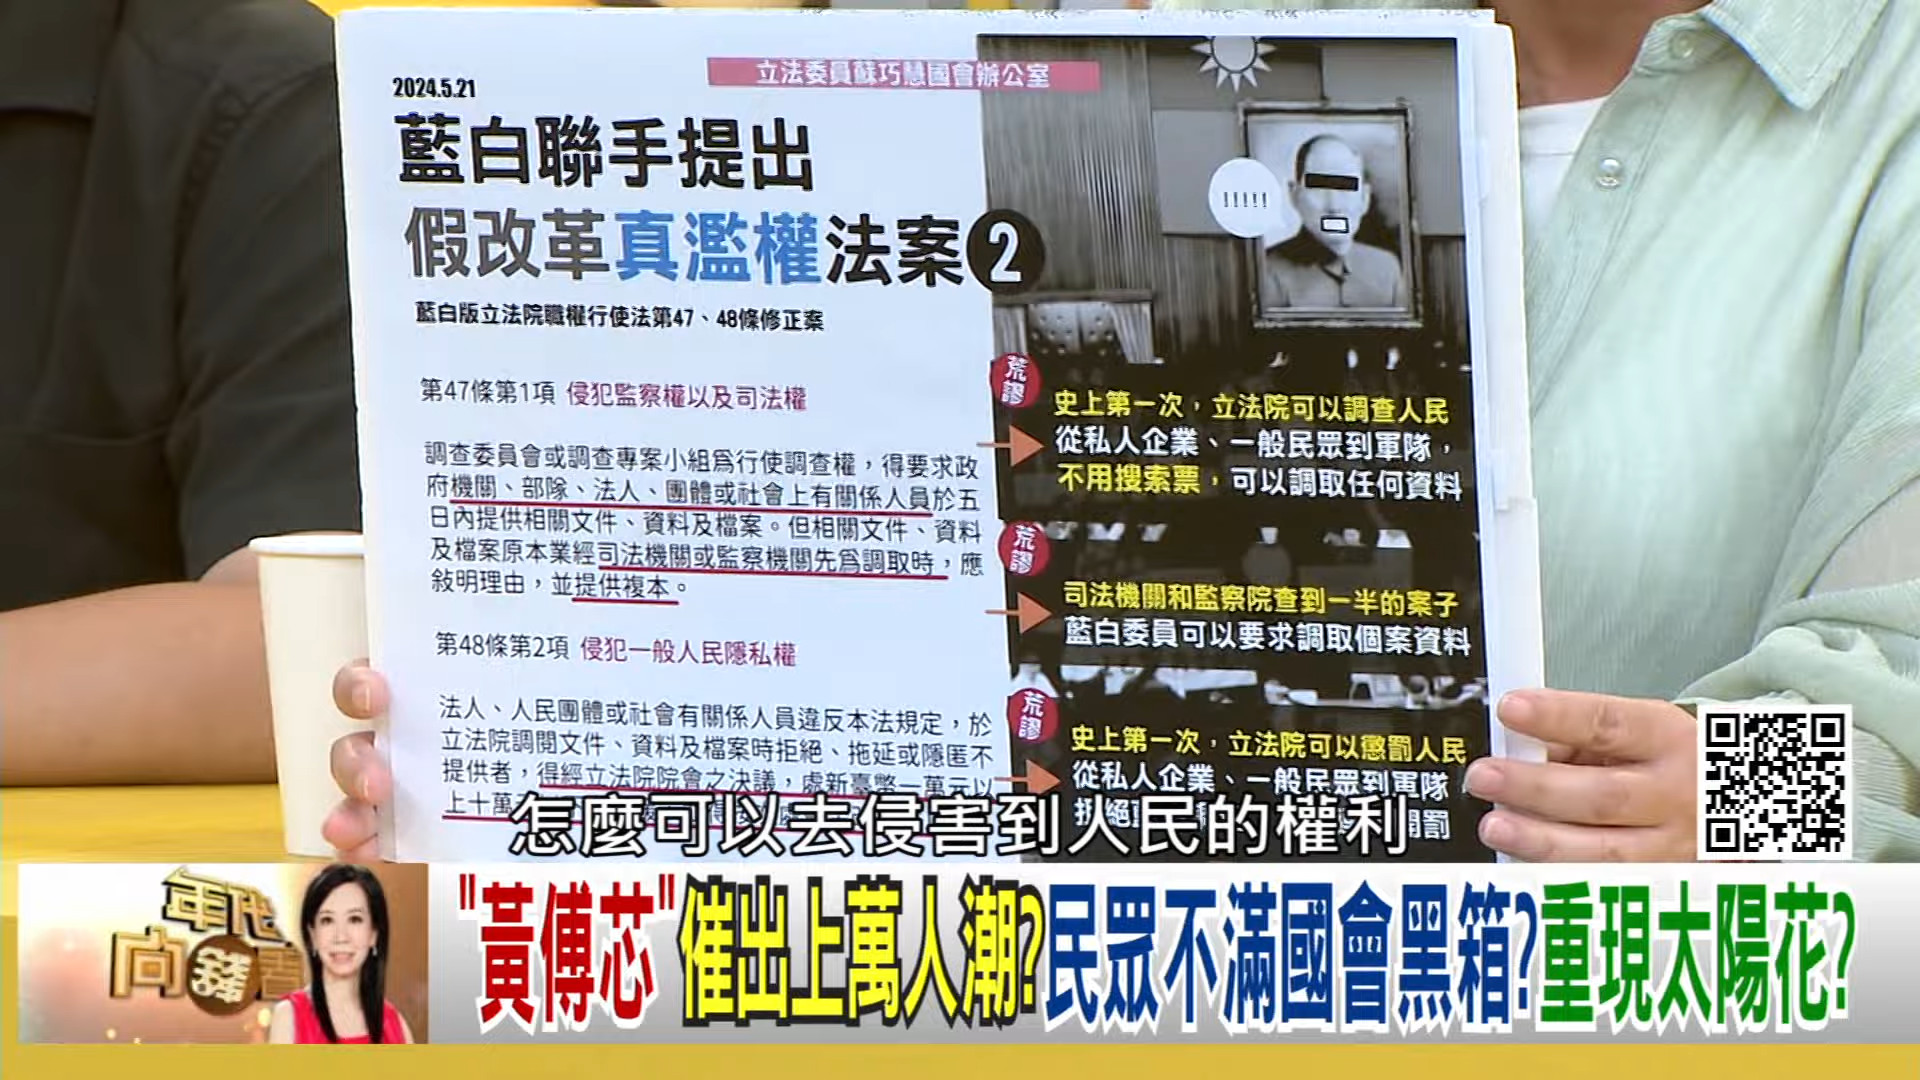 2024.5.21
立法委員蘇巧慧國會辦公室
藍白聯手提出
假改革真濫權法案2
藍白版立法院職權行使法第47、48條修正案
第47條第1項 侵犯監察權以及司法權
調查委員會或調查專案小組爲行使調查權，得要求政
府機關、部隊、法人、團體或社會上有關係人員於五
日內提供相關文件、資料及檔案。但相關文件、資料
及檔案原本業經司法機關或監察機關先爲調取時，應
敍明理由，並提供複本。
第48條第2項 侵犯一般人民隱私權
法人、人民團體或社會有關係人員違反本法規定，於
立法院調閱文件、資料及檔案時拒絕、拖延或隱匿不
提供者，得經立法院院會之決議，處新臺幣一萬元以
上十萬
!!!!!
荒謬
史上第一次，立法院可以調查人民
從私人企業、一般民眾到軍隊，
不用搜索票，可以調取任何資料
荒謬
司法機關和監察院查到一半的案子
藍白委員可以要求調取個案資料
荒謬
史上第一次，立法院可以懲罰人民
從私人企業、一般民眾到軍隊，
怎麼可以去侵害到人民的權利
年代向錢看
"黃傅芯"催出上萬人潮?民眾不滿國會黑箱?重現太陽花?